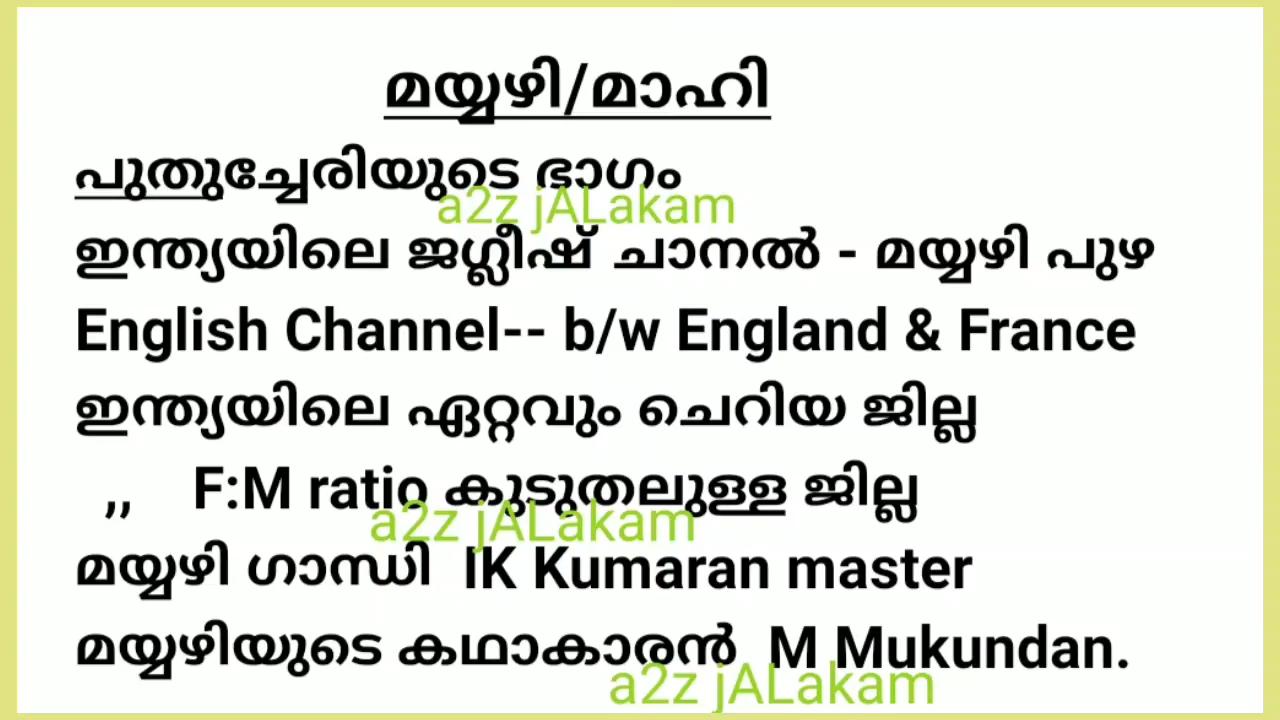 മയ്യഴി/മാഹി
പുതുച്ചേരിയുടെ ഭാഗം
a2z jALakam
ഇന്ത്യയിലെ ജഗ്ലീഷ് ചാനൽ - മയ്യഴി പുഴ
English Channel-- b/w England & France
ഇന്ത്യയിലെ ഏറ്റവും ചെറിയ ജില്ല
,, F:M ratio കുടുതലുള്ള ജില്ല
a2z jALakam
മയ്യഴി ഗാന്ധി IK Kumaran master
മയ്യഴിയുടെ കഥാകാരൻ M Mukundan.
a2z jALakam